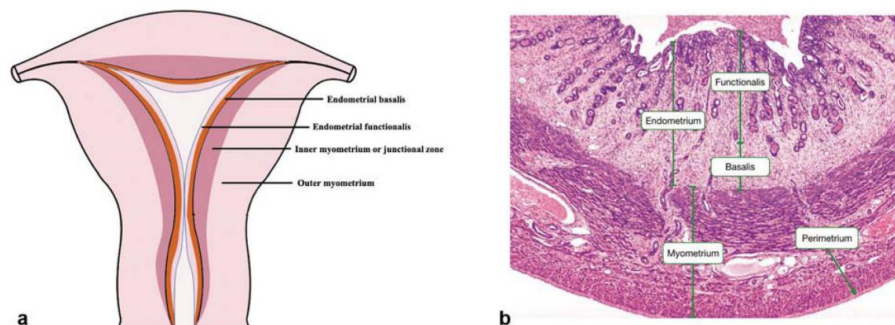 Endometrial basalis
Endometrial functionalis
Inner myometrium or junctional zone
Outer myometrium
a
Functionalis
Endometrium
Basalis
Myometrium
Perimetrium
b